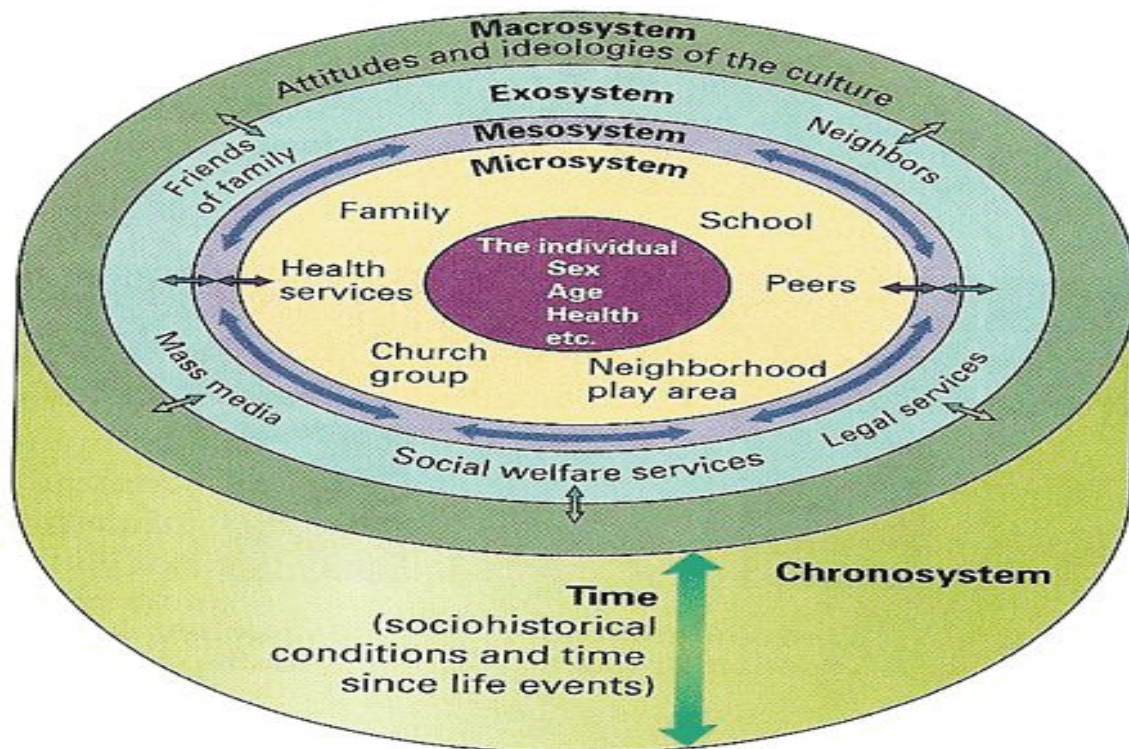 Macrosystem
Attitudes and ideologies of the culture
Exosystem
Mesosystem
Microsystem
Friends
of family
Neighbors
Family
School
The individual
Sex
Age
Health
etc.
Health
services
Peers
Church
group
Neighborhood
play area
Mass media
Legal services
Social welfare services
Chronosystem
Time
(sociohistorical
conditions and time
since life events)